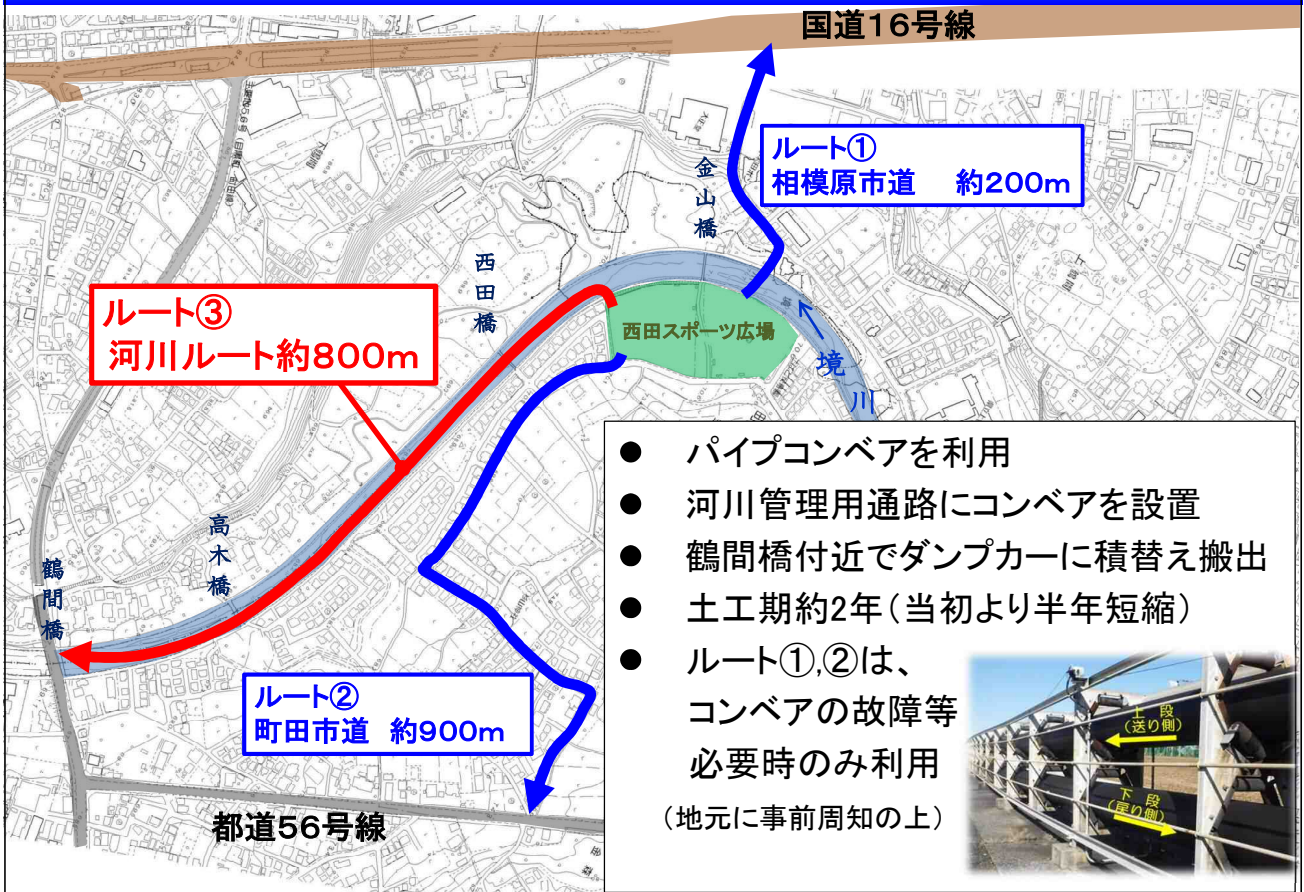 国道16号線
ルート①
相模原市道 約200m
金山橋
西田橋
ルート③
河川ルート約800m
西田スポーツ広場
境川
高木橋
鶴間橋
ルート②
町田市道 約900m
都道56号線
● パイプコンベアを利用
● 河川管理用通路にコンベアを設置
● 鶴間橋付近でダンプカーに積替え搬出
● 土工期約2年(当初より半年短縮)
● ルート①,②は、
コンベアの故障等
必要時のみ利用
(地元に事前周知の上)
上段
(送り側)
下段
(戻り側)